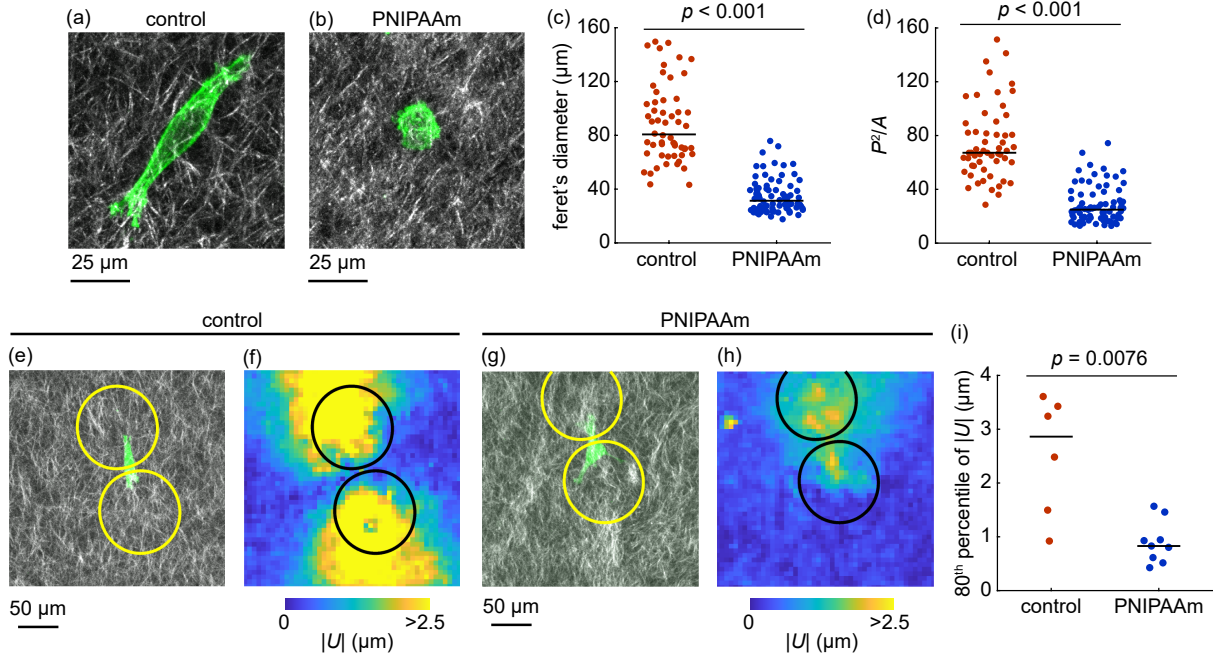 (a) control
(b) PNIPAAm
25 μm
25 μm
(c)
p < 0.001
feret's diameter (μm)
160
120
80
40
0
control PNIPAAm
(d)
p < 0.001
P²/A
160
120
80
40
0
control PNIPAAm
control
PNIPAAm
(e)
(f)
(g)
(h)
50 μm
0 >2.5
|U| (μm)
50 μm
0 >2.5
|U| (μm)
(i)
p = 0.0076
80th percentile of |U| (μm)
4
3
2
1
0
control PNIPAAm